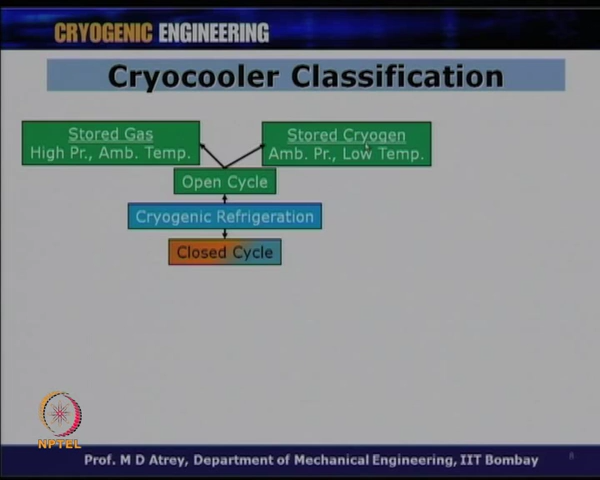 CRYOGENIC ENGINEERING
Cryocooler Classification
Stored Gas
High Pr., Amb. Temp.
Stored Cryogen
Amb. Pr., Low Temp.
Open Cycle
Cryogenic Refrigeration
Closed Cycle
NPTEL
Prof. M D Atrey, Department of Mechanical Engineering, IIT Bombay
8